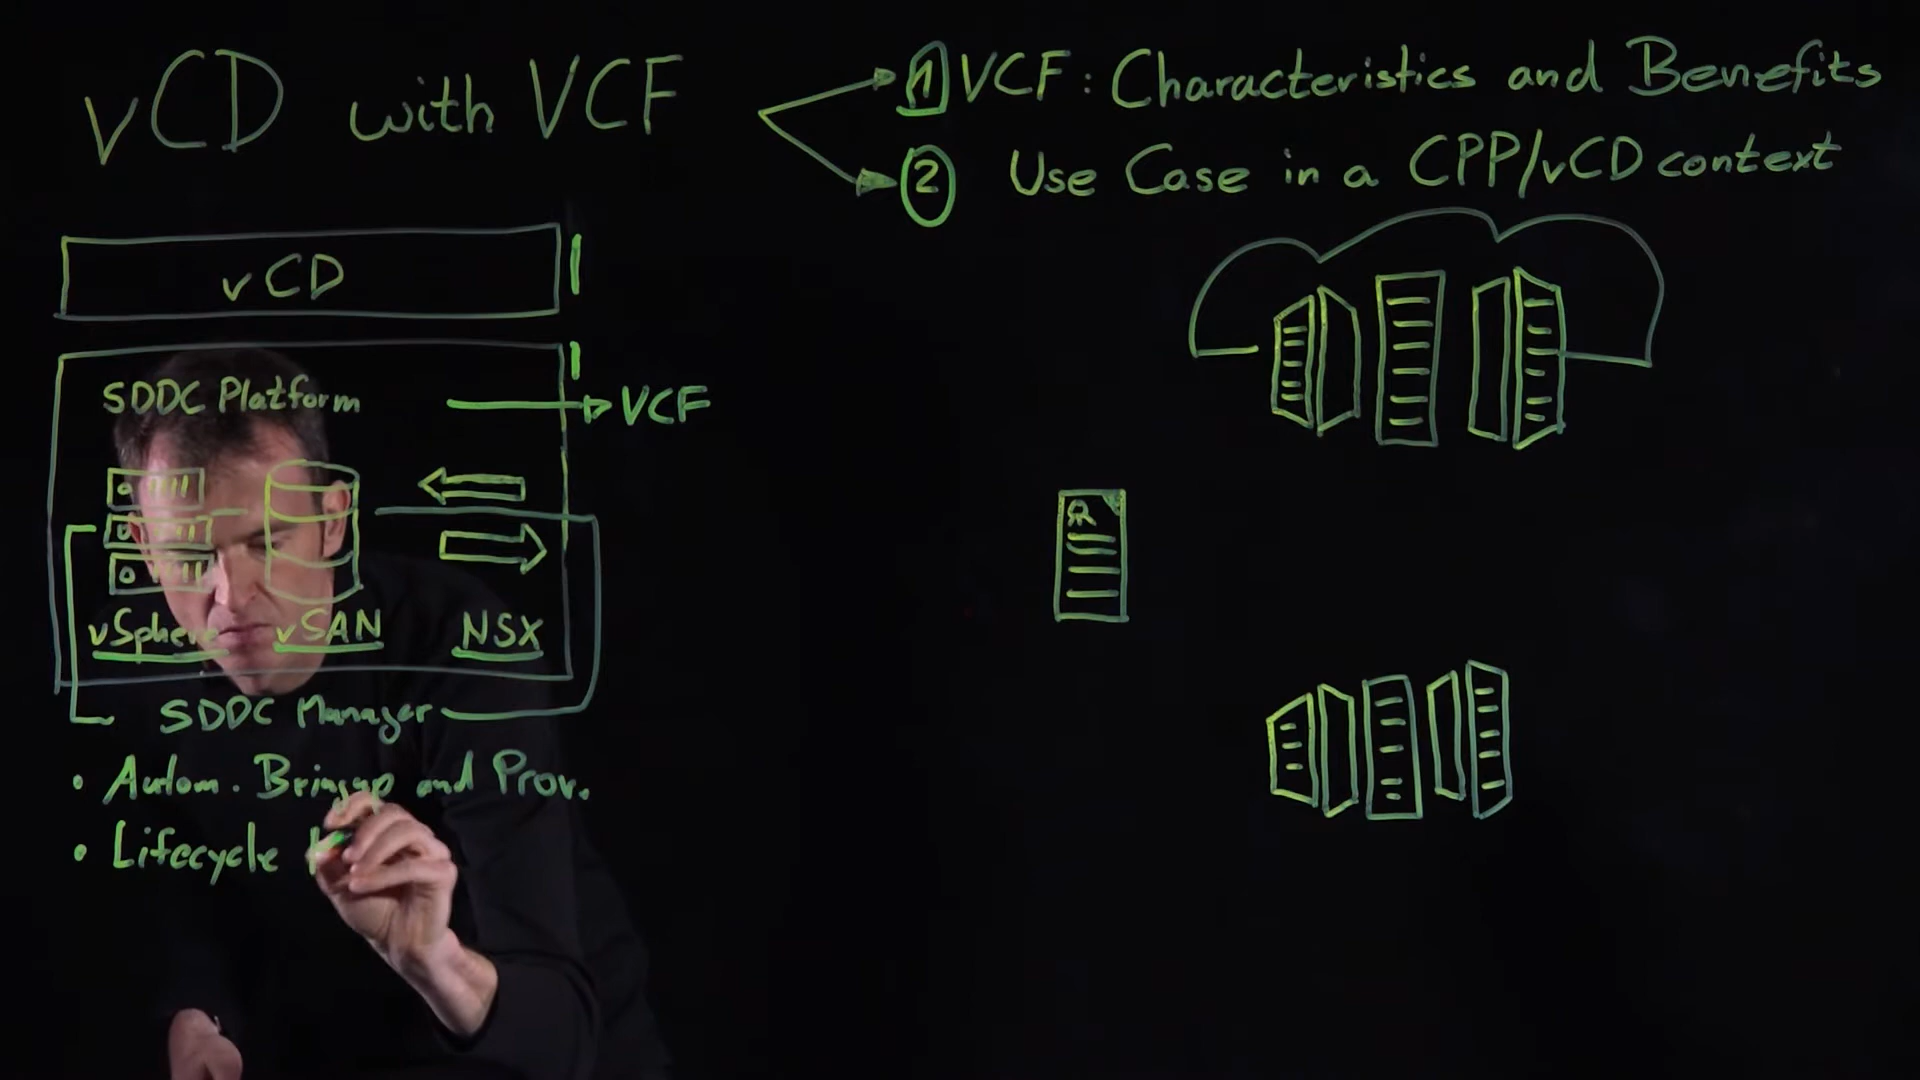 vCD with VCF
1 VCF: Characteristics and Benefits
2 Use Case in a CPP/vCD context
vCD
SDDC Platform
VCF
vSphere vSAN NSX
SDDC Manager
• Autom. Bringup and Prov.
• Lifecycle